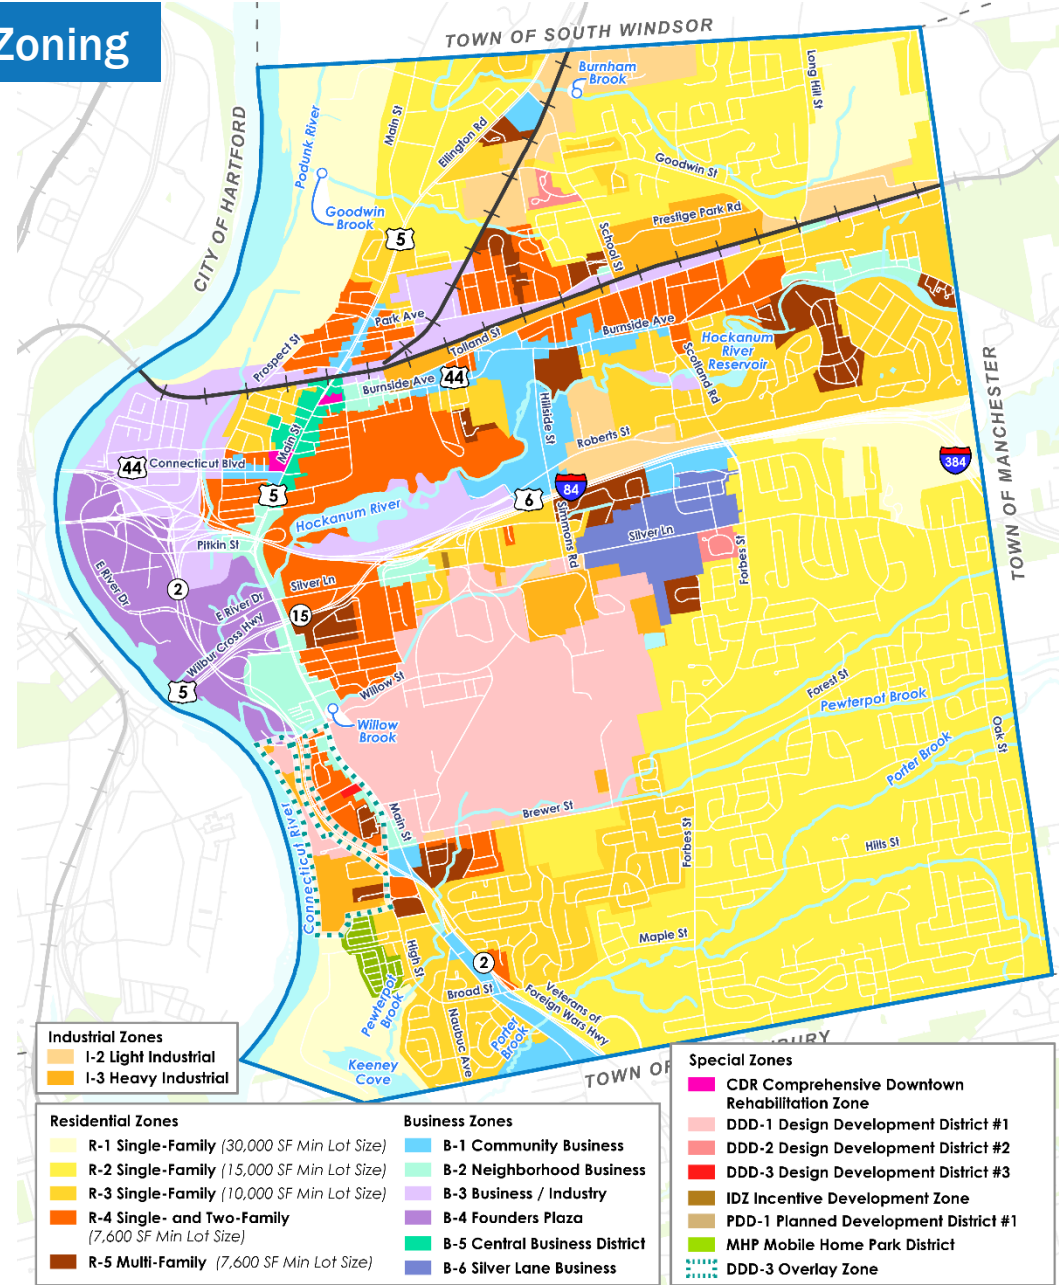 Zoning
TOWN OF SOUTH WINDSOR
Burnham
Brook
Long Hill St
Main St
Ellington Rd
Podunk River
CITY OF HARTFORD
Goodwin St
Goodwin
Brook
Prestige Park Rd
School St
5
Park Ave
Tolland St
Burnside Ave
Prospect St
Hockanum
River
Reservoir
Scotland Rd
44
Burnside Ave
TOWN OF MANCHESTER
Hillside St
Main St
Roberts St
44
Connecticut Blvd
384
84
5
6
Hockanum River
Simmons Rd
Silver Ln
Pitkin St
Forbes St
E River Dr
2
Silver Ln
E River Dr
15
Wilbur Cross Hwy
5
Willow St
Willow
Brook
Forest St
Pewterpot Brook
Oak St
Porter Brook
Connecticut River
Main St
Brewer St
Forbes St
Hills St
Maple St
High St
2
Broad St
Veterans of
Foreign Wars Hwy
Pewterpot
Brook
Naubuc Ave
Porter
Brook
Keeney
Cove
TOWN OF
BURY
Industrial Zones
I-2 Light Industrial
I-3 Heavy Industrial
Residential Zones
R-1 Single-Family (30,000 SF Min Lot Size)
R-2 Single-Family (15,000 SF Min Lot Size)
R-3 Single-Family (10,000 SF Min Lot Size)
R-4 Single- and Two-Family
(7,600 SF Min Lot Size)
R-5 Multi-Family (7,600 SF Min Lot Size)
Business Zones
B-1 Community Business
B-2 Neighborhood Business
B-3 Business / Industry
B-4 Founders Plaza
B-5 Central Business District
B-6 Silver Lane Business
Special Zones
CDR Comprehensive Downtown
Rehabilitation Zone
DDD-1 Design Development District #1
DDD-2 Design Development District #2
DDD-3 Design Development District #3
IDZ Incentive Development Zone
PDD-1 Planned Development District #1
MHP Mobile Home Park District
DDD-3 Overlay Zone